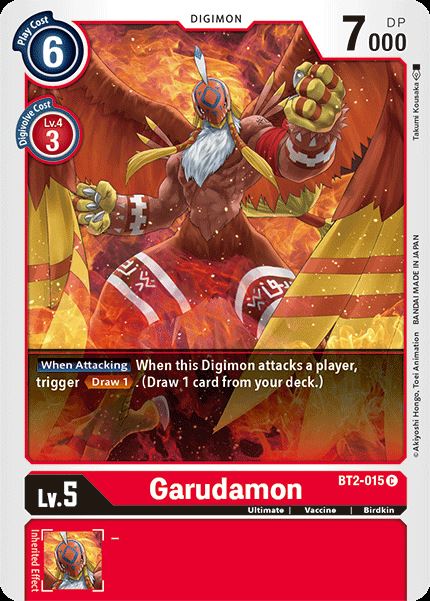 Play Cost
6
DIGIMON
DP
7000
Digivolve Cost
Lv.4
3
Takumi Kousaka
©Akiyoshi Hongo, Toei Animation BANDAI MADE IN JAPAN
When Attacking When this Digimon attacks a player,
trigger Draw 1 . (Draw 1 card from your deck.)
BT2-015 C
Lv.5
Garudamon
Ultimate | Vaccine | Birdkin
Inherited Effect
–